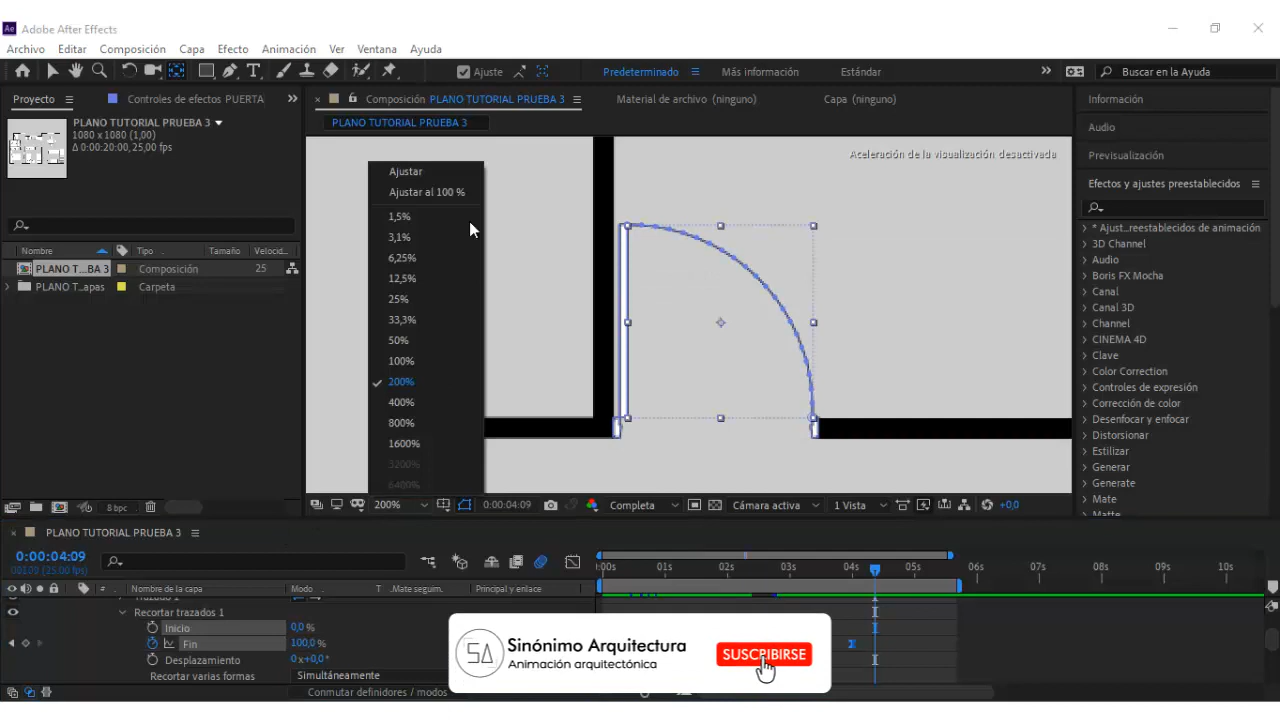 Ae Adobe After Effects
Archivo Editar Composición Capa Efecto Animación Ver Ventana Ayuda
Ajuste Predeterminado Más información Estándar Buscar en la Ayuda
Proyecto Controles de efectos PUERTA Composición PLANO TUTORIAL PRUEBA 3 Material de archivo (ninguno) Capa (ninguno) Información
PLANO TUTORIAL PRUEBA 3
1080 x 1080 (1,00)
Δ 0:00:20:00, 25,00 fps
PLANO TUTORIAL PRUEBA 3
Aceleración de la visualización desactivada
Ajustar
Ajustar al 100 %
1,5%
3,1%
6,25%
12,5%
25%
33,3%
50%
100%
200%
400%
800%
1600%
3200%
6400%
Audio
Previsualización
Efectos y ajustes preestablecidos
* Ajust...reestablecidos de animación
3D Channel
Audio
Boris FX Mocha
Canal
Canal 3D
Channel
CINEMA 4D
Clave
Color Correction
Controles de expresión
Corrección de color
Desenfocar y enfocar
Distorsionar
Estilizar
Generar
Generate
Mate
Matte
Nombre Tipo Tamaño Velocid...
PLANO T...BA 3 Composición 25
PLANO T...apas Carpeta
8 bpc
200% 0:00:04:09 Completa Cámara activa 1 Vista +0,0
PLANO TUTORIAL PRUEBA 3
0:00:04:09
00109 (25.00 fps)
# Nombre de la capa Modo T .Mate seguim. Principal y enlace
:00s 01s 02s 03s 04s 05s 06s 07s 08s 09s 10s
Recortar trazados 1
Inicio 0,0%
Fin 100,0%
Desplazamiento 0x+0,0°
Recortar varias formas Simultáneamente
Conmutar definidores / modos
SA
Sinónimo Arquitectura
Animación arquitectónica
SUSCRIBIRSE